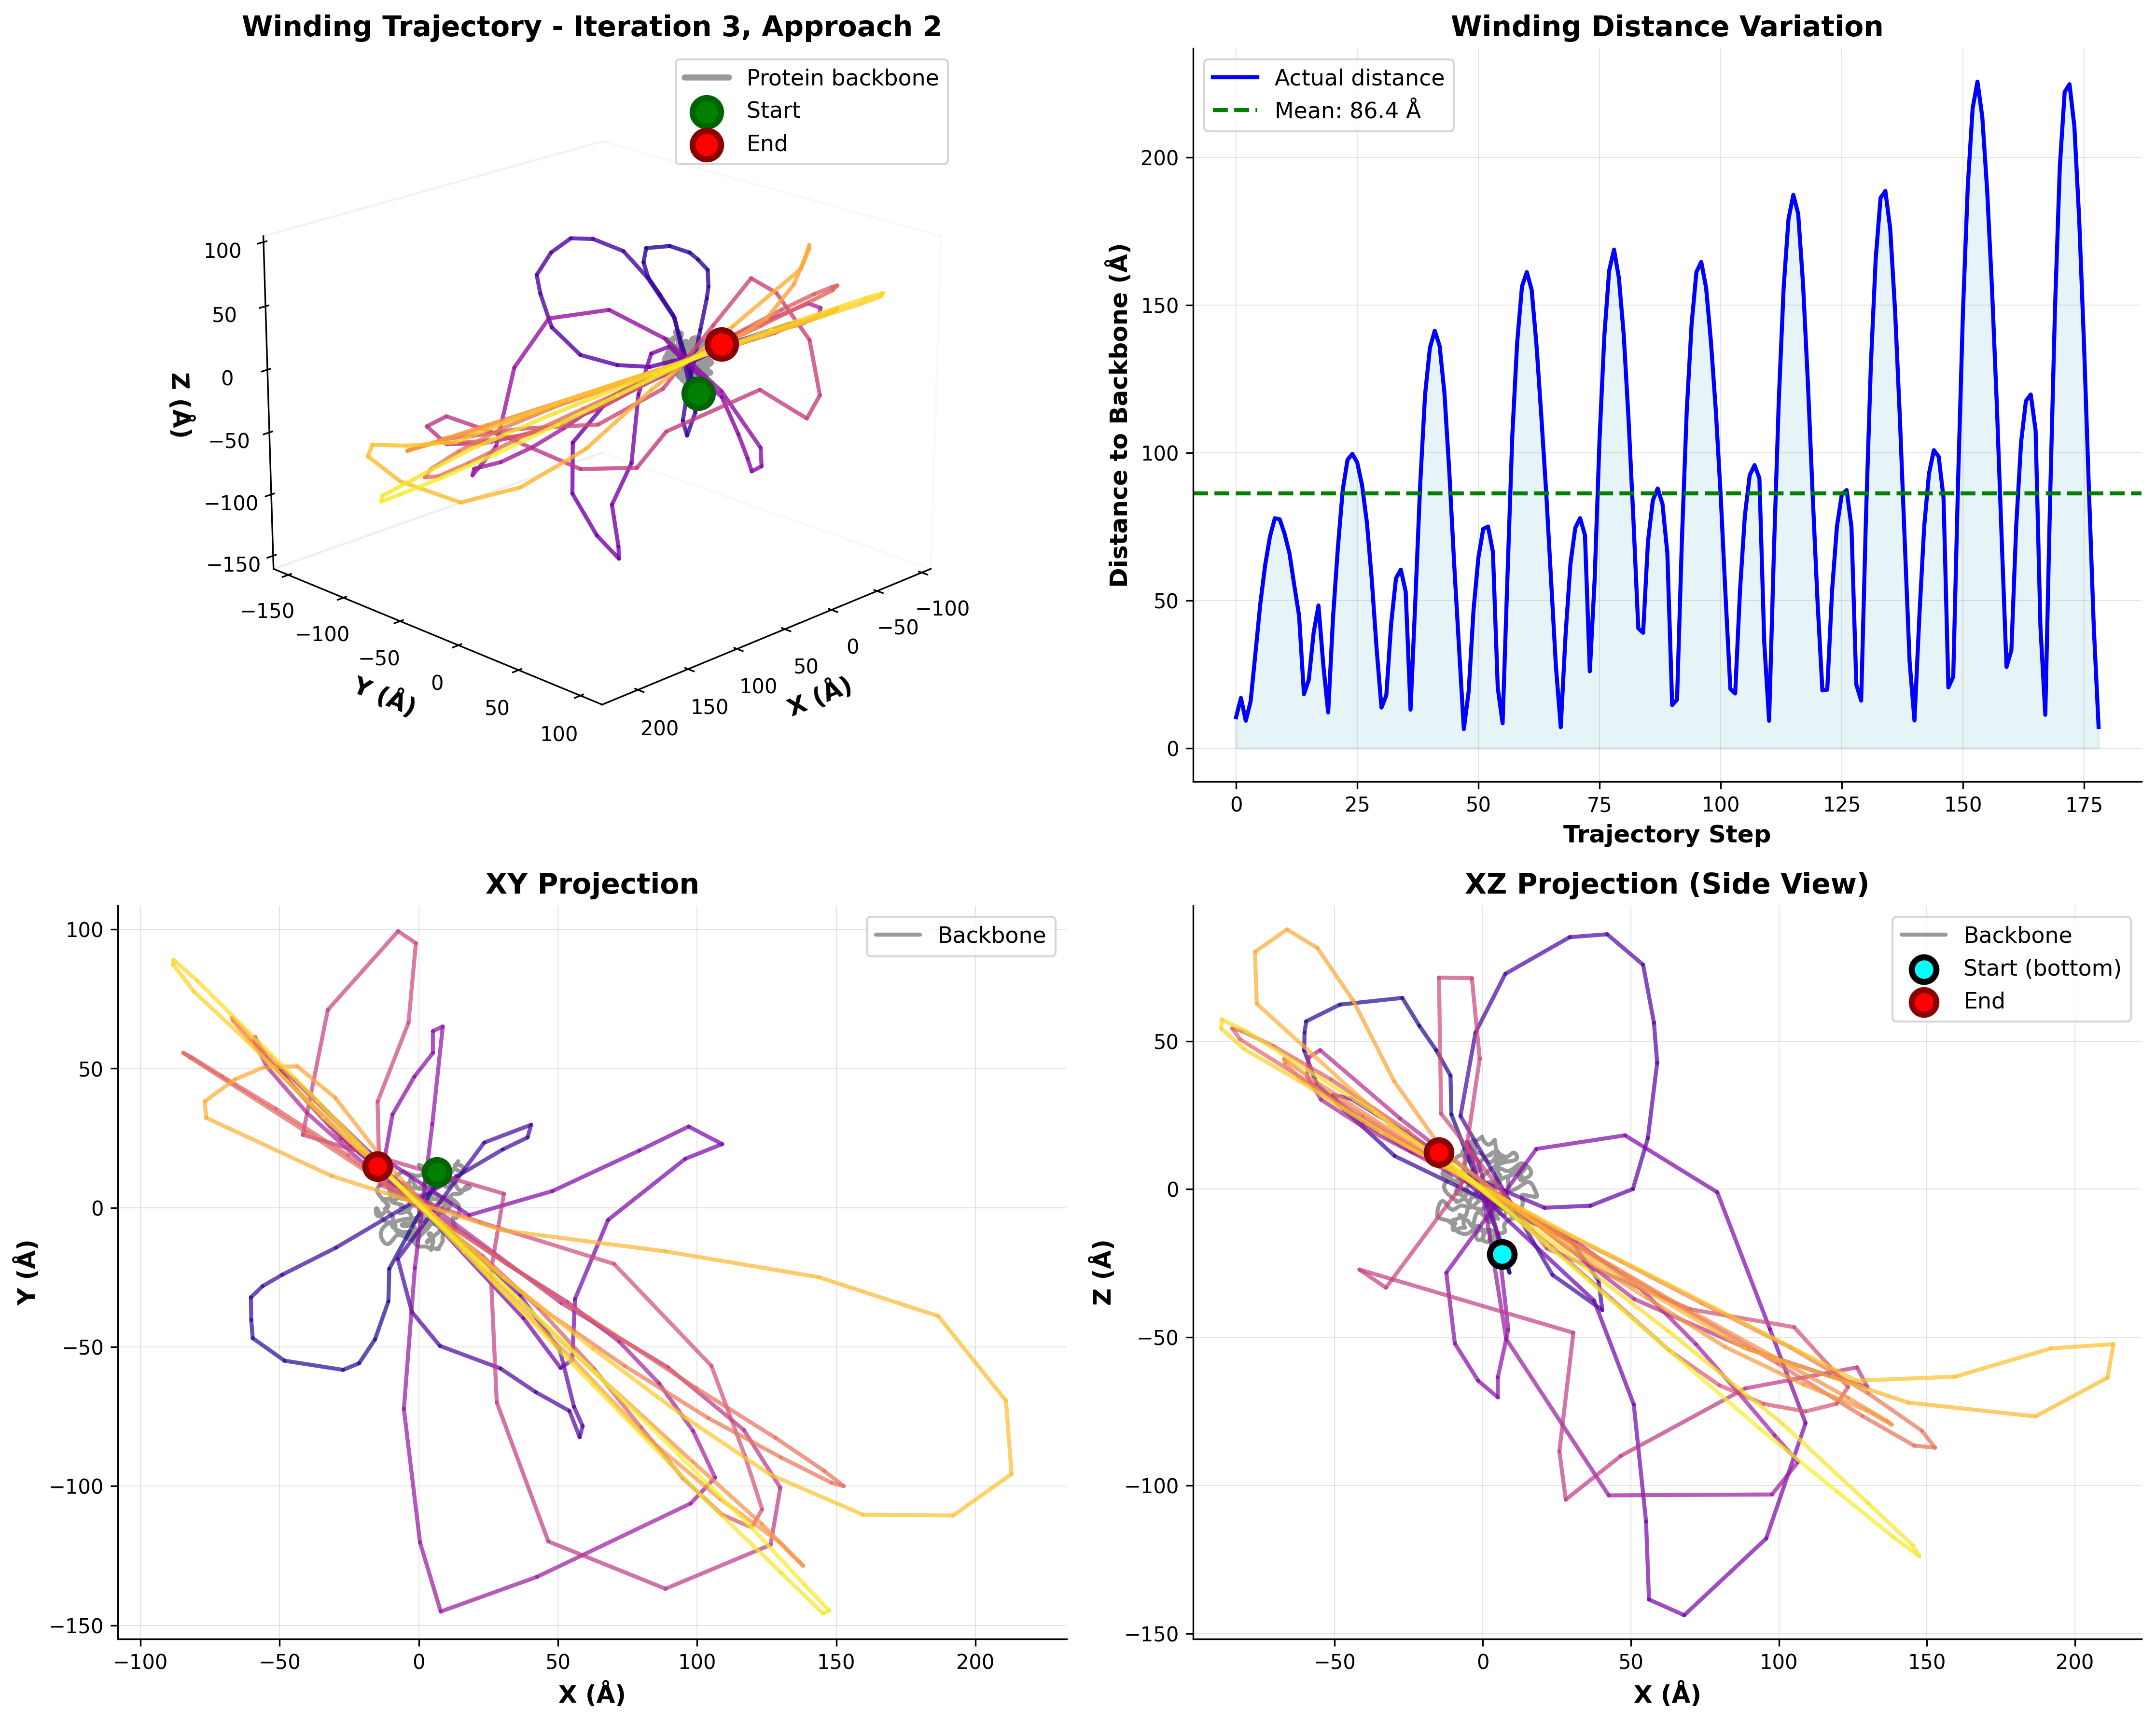 Winding Trajectory - Iteration 3, Approach 2
Protein backbone
Start
End
100
50
0
−50
−100
−150
Z (Å)
−150
−100
−50
0
50
100
Y (Å)
200
150
100
50
0
−50
−100
X (Å)
Winding Distance Variation
Actual distance
Mean: 86.4 Å
200
150
100
50
0
Distance to Backbone (Å)
0
25
50
75
100
125
150
175
Trajectory Step
XY Projection
Backbone
100
50
0
−50
−100
−150
Y (Å)
−100
−50
0
50
100
150
200
X (Å)
XZ Projection (Side View)
Backbone
Start (bottom)
End
50
0
−50
−100
−150
Z (Å)
−50
0
50
100
150
200
X (Å)